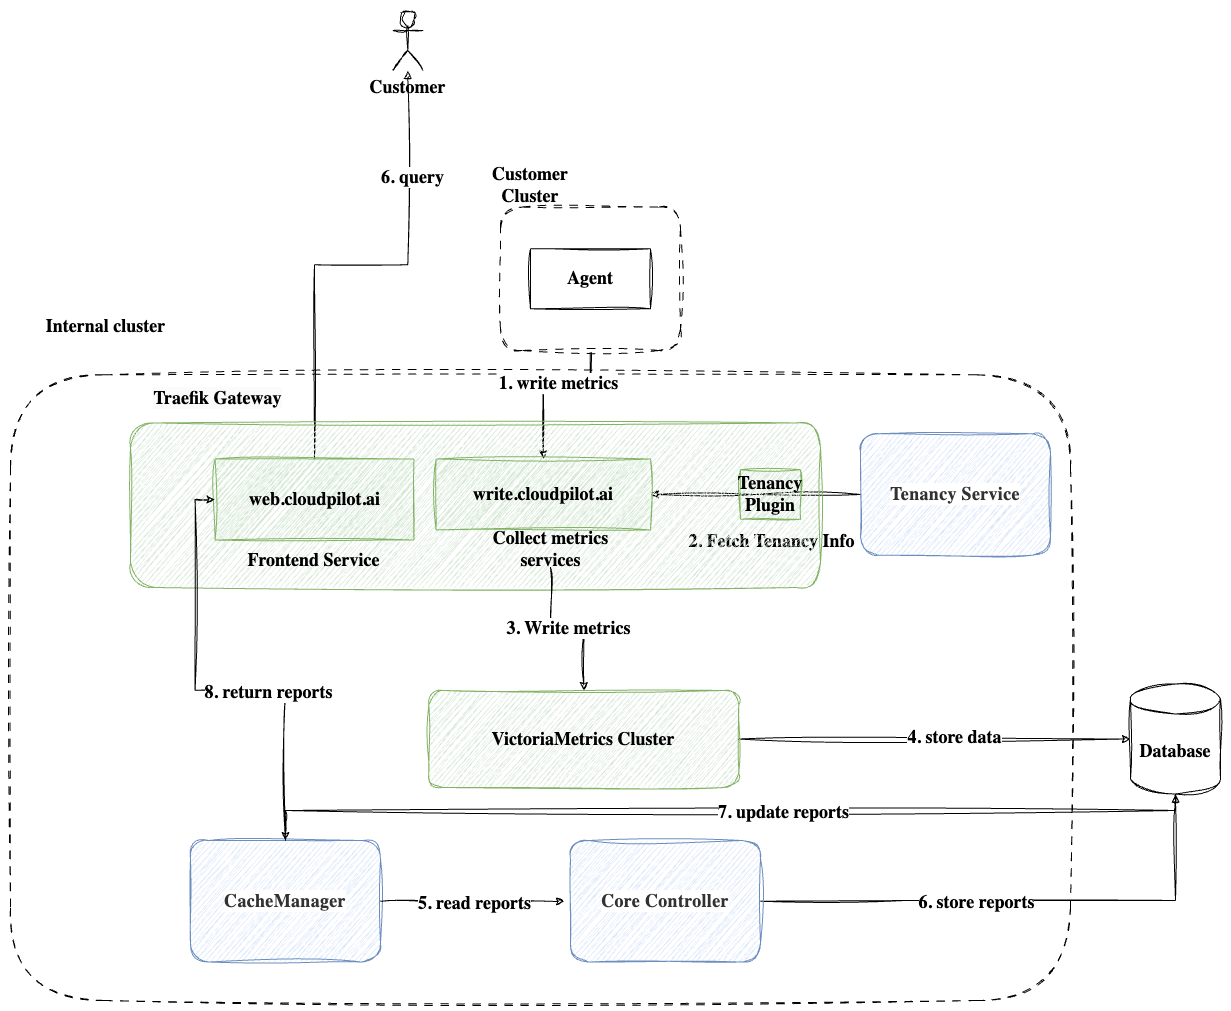 Customer
6. query
Customer
Cluster
Agent
Internal cluster
1. write metrics
Traefik Gateway
web.cloudpilot.ai
write.cloudpilot.ai
Tenancy
Plugin
Tenancy Service
Collect metrics
services
2. Fetch Tenancy Info
Frontend Service
3. Write metrics
8. return reports
VictoriaMetrics Cluster
4. store data
Database
7. update reports
CacheManager
5. read reports
Core Controller
6. store reports